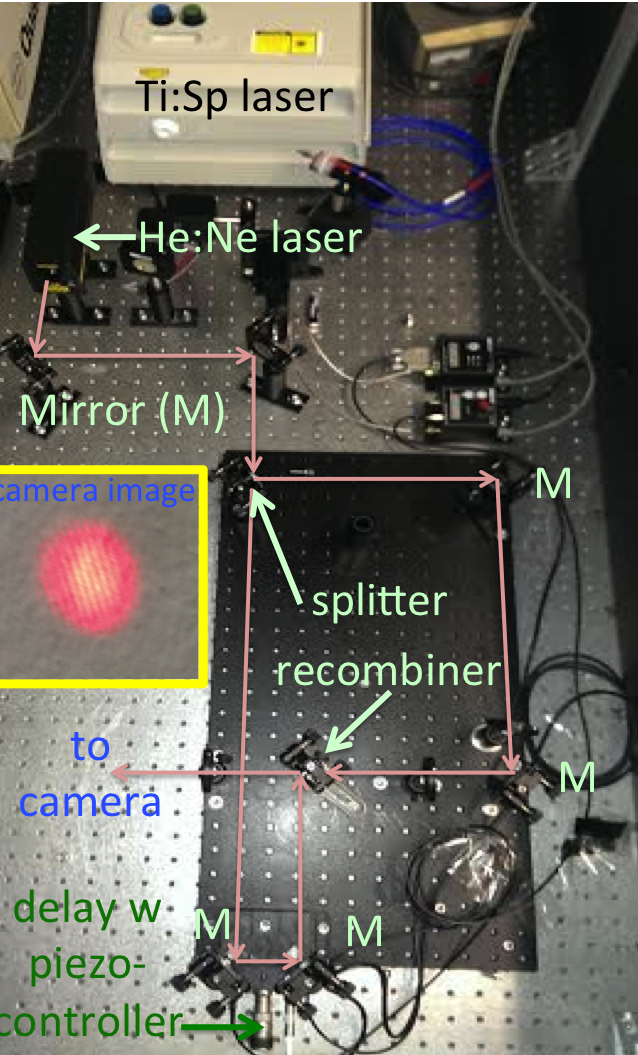 Ti:Sp laser
He:Ne laser
Mirror (M)
camera image
M
splitter
recombiner
to
camera
M
delay w
piezo-
controller
M
M